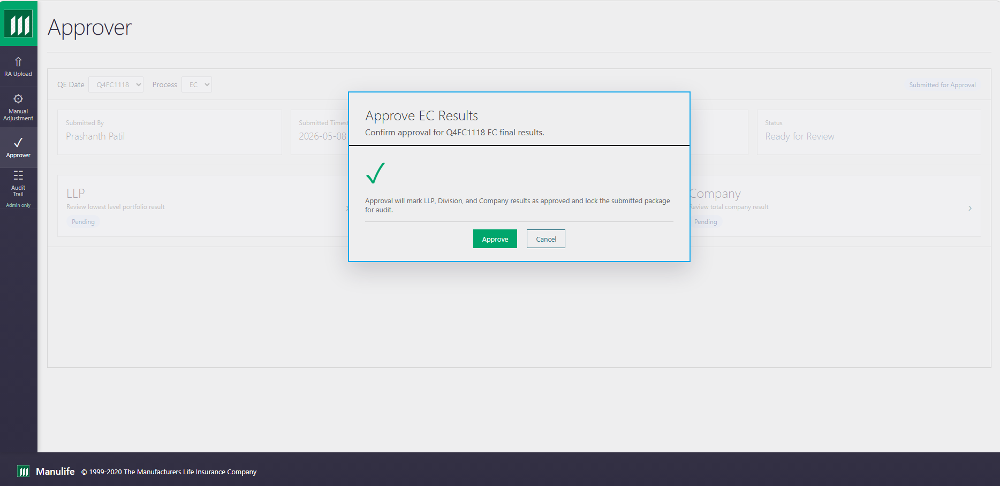 Approver
RA Upload
Manual
Adjustment
Approver
Audit
Trail
Admin only
QE Date Q4FC1118 Process EC
Submitted for Approval
Submitted By
Prashanth Patil
Submitted
2026-05-08
Status
Ready for Review
LLP
Review lowest level portfolio result
Pending
Company
Review total company result
Pending
Approve EC Results
Confirm approval for Q4FC1118 EC final results.
Approval will mark LLP, Division, and Company results as approved and lock the submitted package
for audit.
Approve
Cancel
Manulife © 1999-2020 The Manufacturers Life Insurance Company